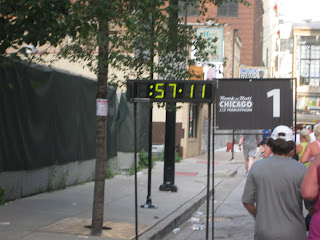 :57:11
Rock 'n' Roll
CHICAGO
1/2 MARATHON
1